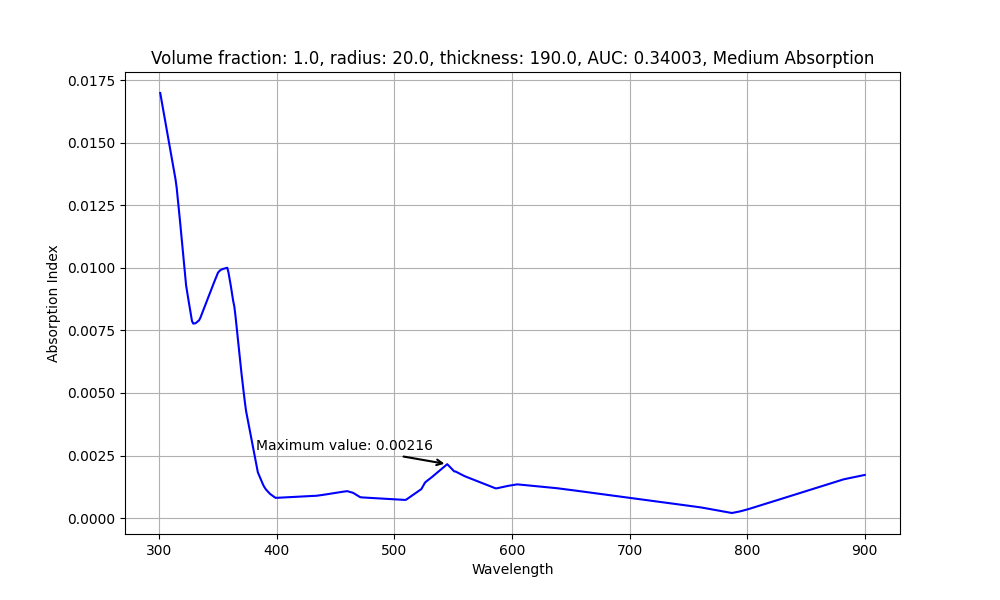 Volume fraction: 1.0, radius: 20.0, thickness: 190.0, AUC: 0.34003, Medium Absorption
0.0175
0.0150
0.0125
0.0100
0.0075
0.0050
0.0025
0.0000
Absorption Index
Maximum value: 0.00216
300 400 500 600 700 800 900
Wavelength